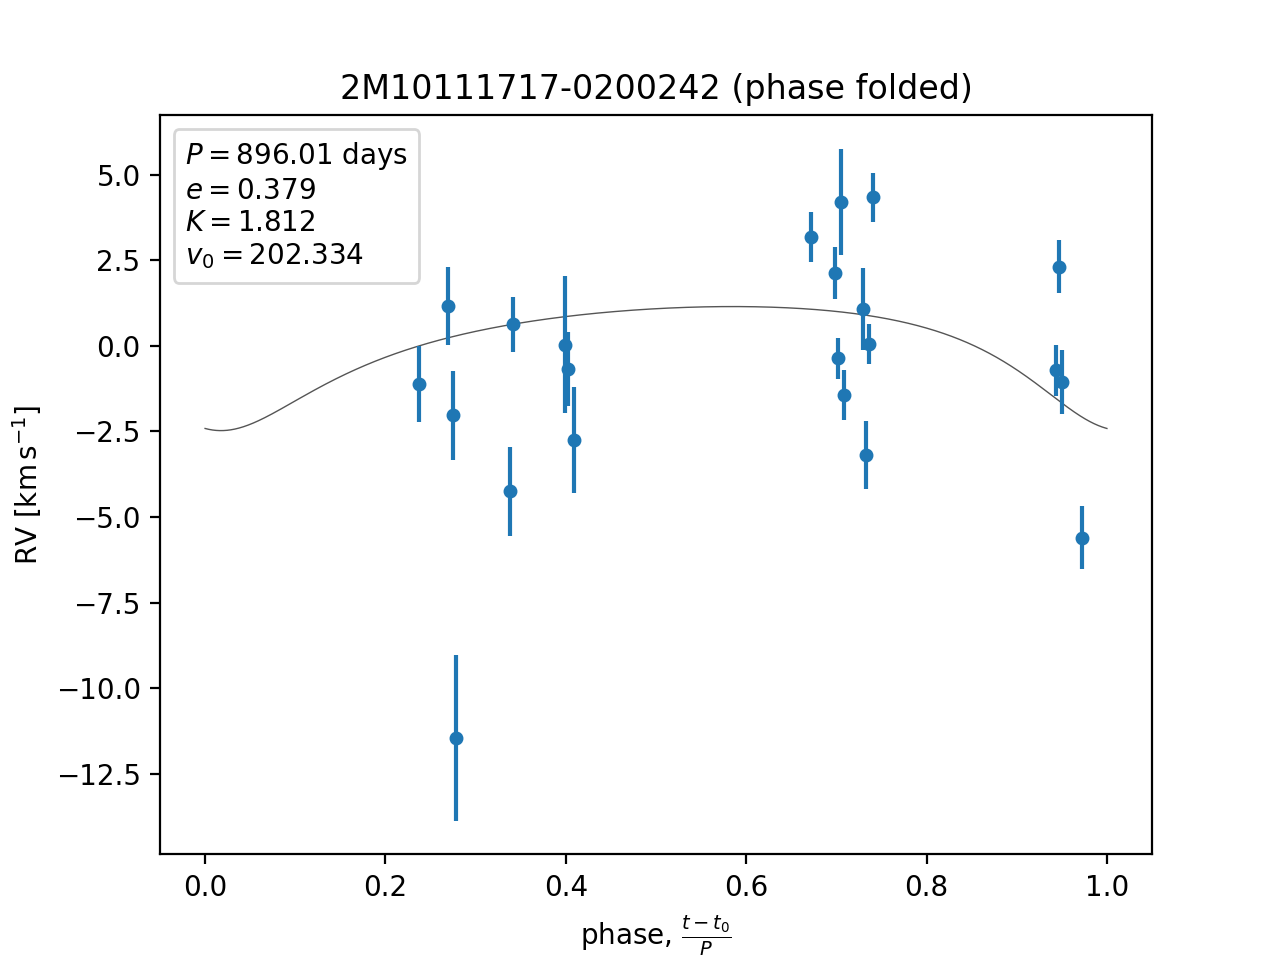 2M10111717-0200242 (phase folded)
P = 896.01 days
e = 0.379
K = 1.812
v₀ = 202.334
5.0
2.5
0.0
−2.5
−5.0
−7.5
−10.0
−12.5
RV [km s⁻¹]
0.0 0.2 0.4 0.6 0.8 1.0
phase, (t − t₀)/P